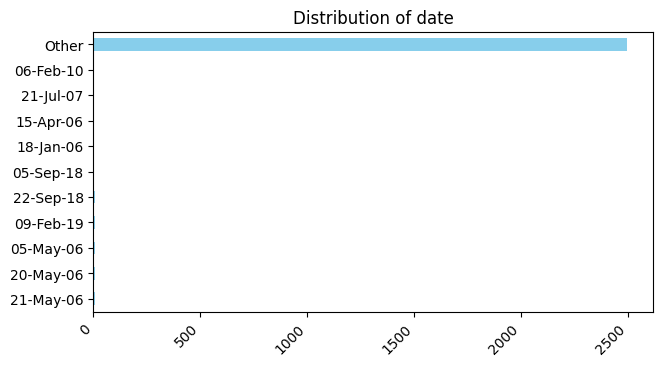 Distribution of date
Other
06-Feb-10
21-Jul-07
15-Apr-06
18-Jan-06
05-Sep-18
22-Sep-18
09-Feb-19
05-May-06
20-May-06
21-May-06
0
500
1000
1500
2000
2500